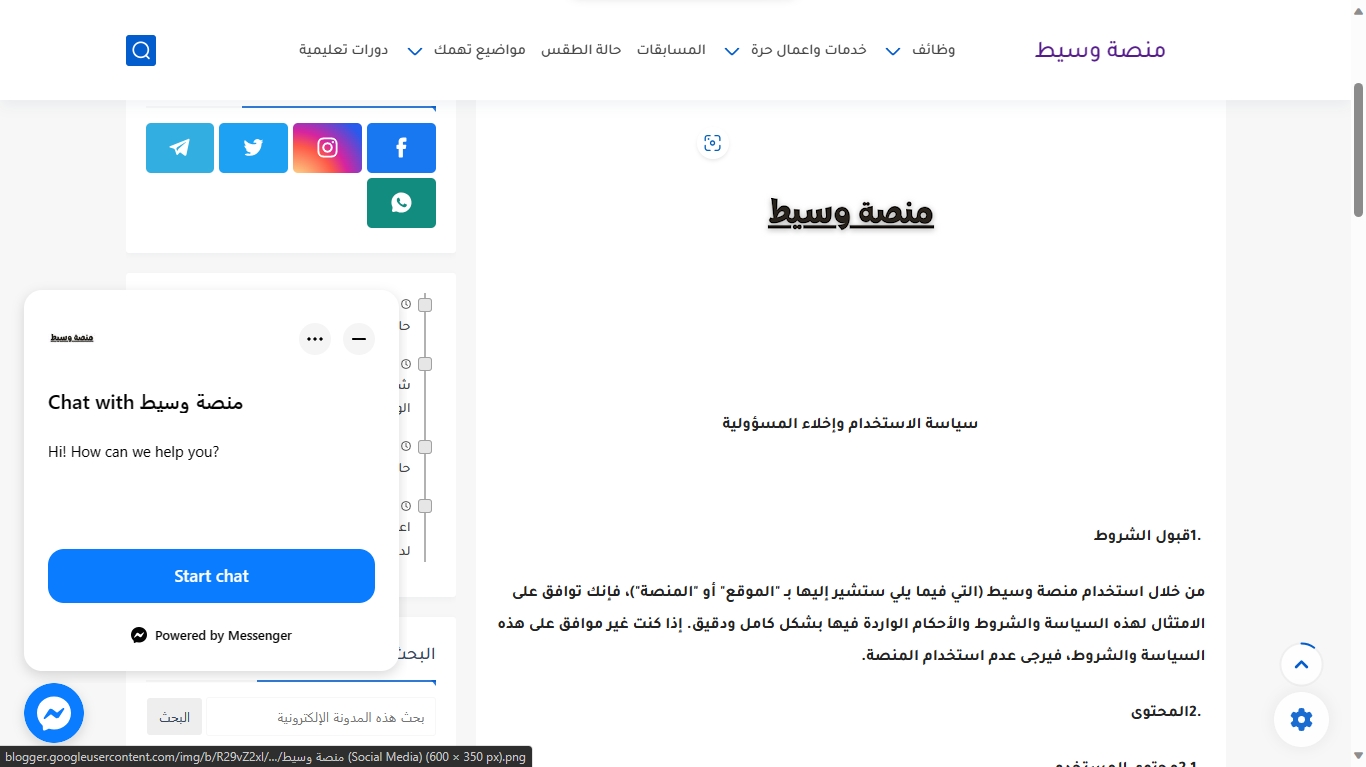 منصة وسيط
وظائف
خدمات واعمال حرة
المسابقات
حالة الطقس
مواضيع تهمك
دورات تعليمية
منصة وسيط
سياسة الاستخدام وإخلاء المسؤولية
.1قبول الشروط
من خلال استخدام منصة وسيط (التي فيما يلي ستشير إليها بـ "الموقع" أو "المنصة")، فإنك توافق على
الامتثال لهذه السياسة والشروط والأحكام الواردة فيها بشكل كامل ودقيق. إذا كنت غير موافق على هذه
السياسة والشروط، فيرجى عدم استخدام المنصة.
.2المحتوى
منصة وسيط
Chat with منصة وسيط
Hi! How can we help you?
Start chat
Powered by Messenger
البحث
بحث هذه المدونة الإلكترونية
البحث
blogger.googleusercontent.com/img/b/R29vZ2xl/.../منصة وسيط (Social Media) (600 × 350 px).png